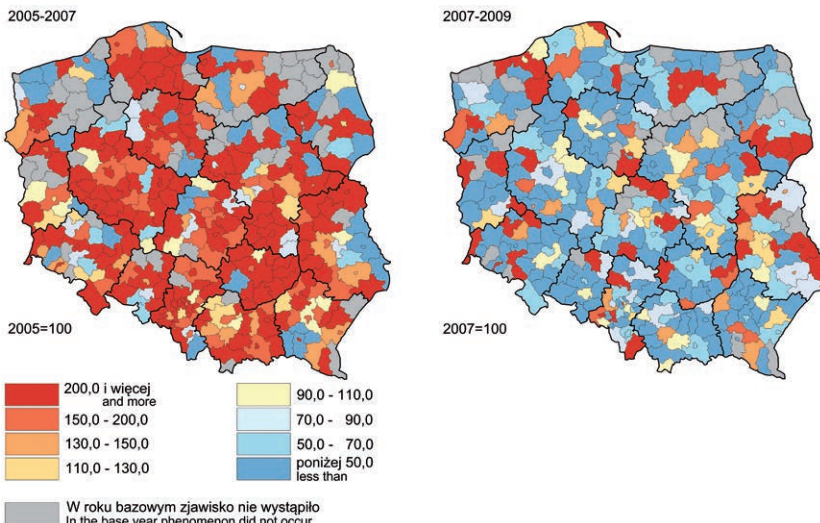 2005-2007
2007-2009
2005=100
2007=100
200,0 i więcej
and more
150,0 - 200,0
130,0 - 150,0
110,0 - 130,0
90,0 - 110,0
70,0 - 90,0
50,0 - 70,0
poniżej 50,0
less than
W roku bazowym zjawisko nie wystąpiło
In the base year phenomenon did not occur